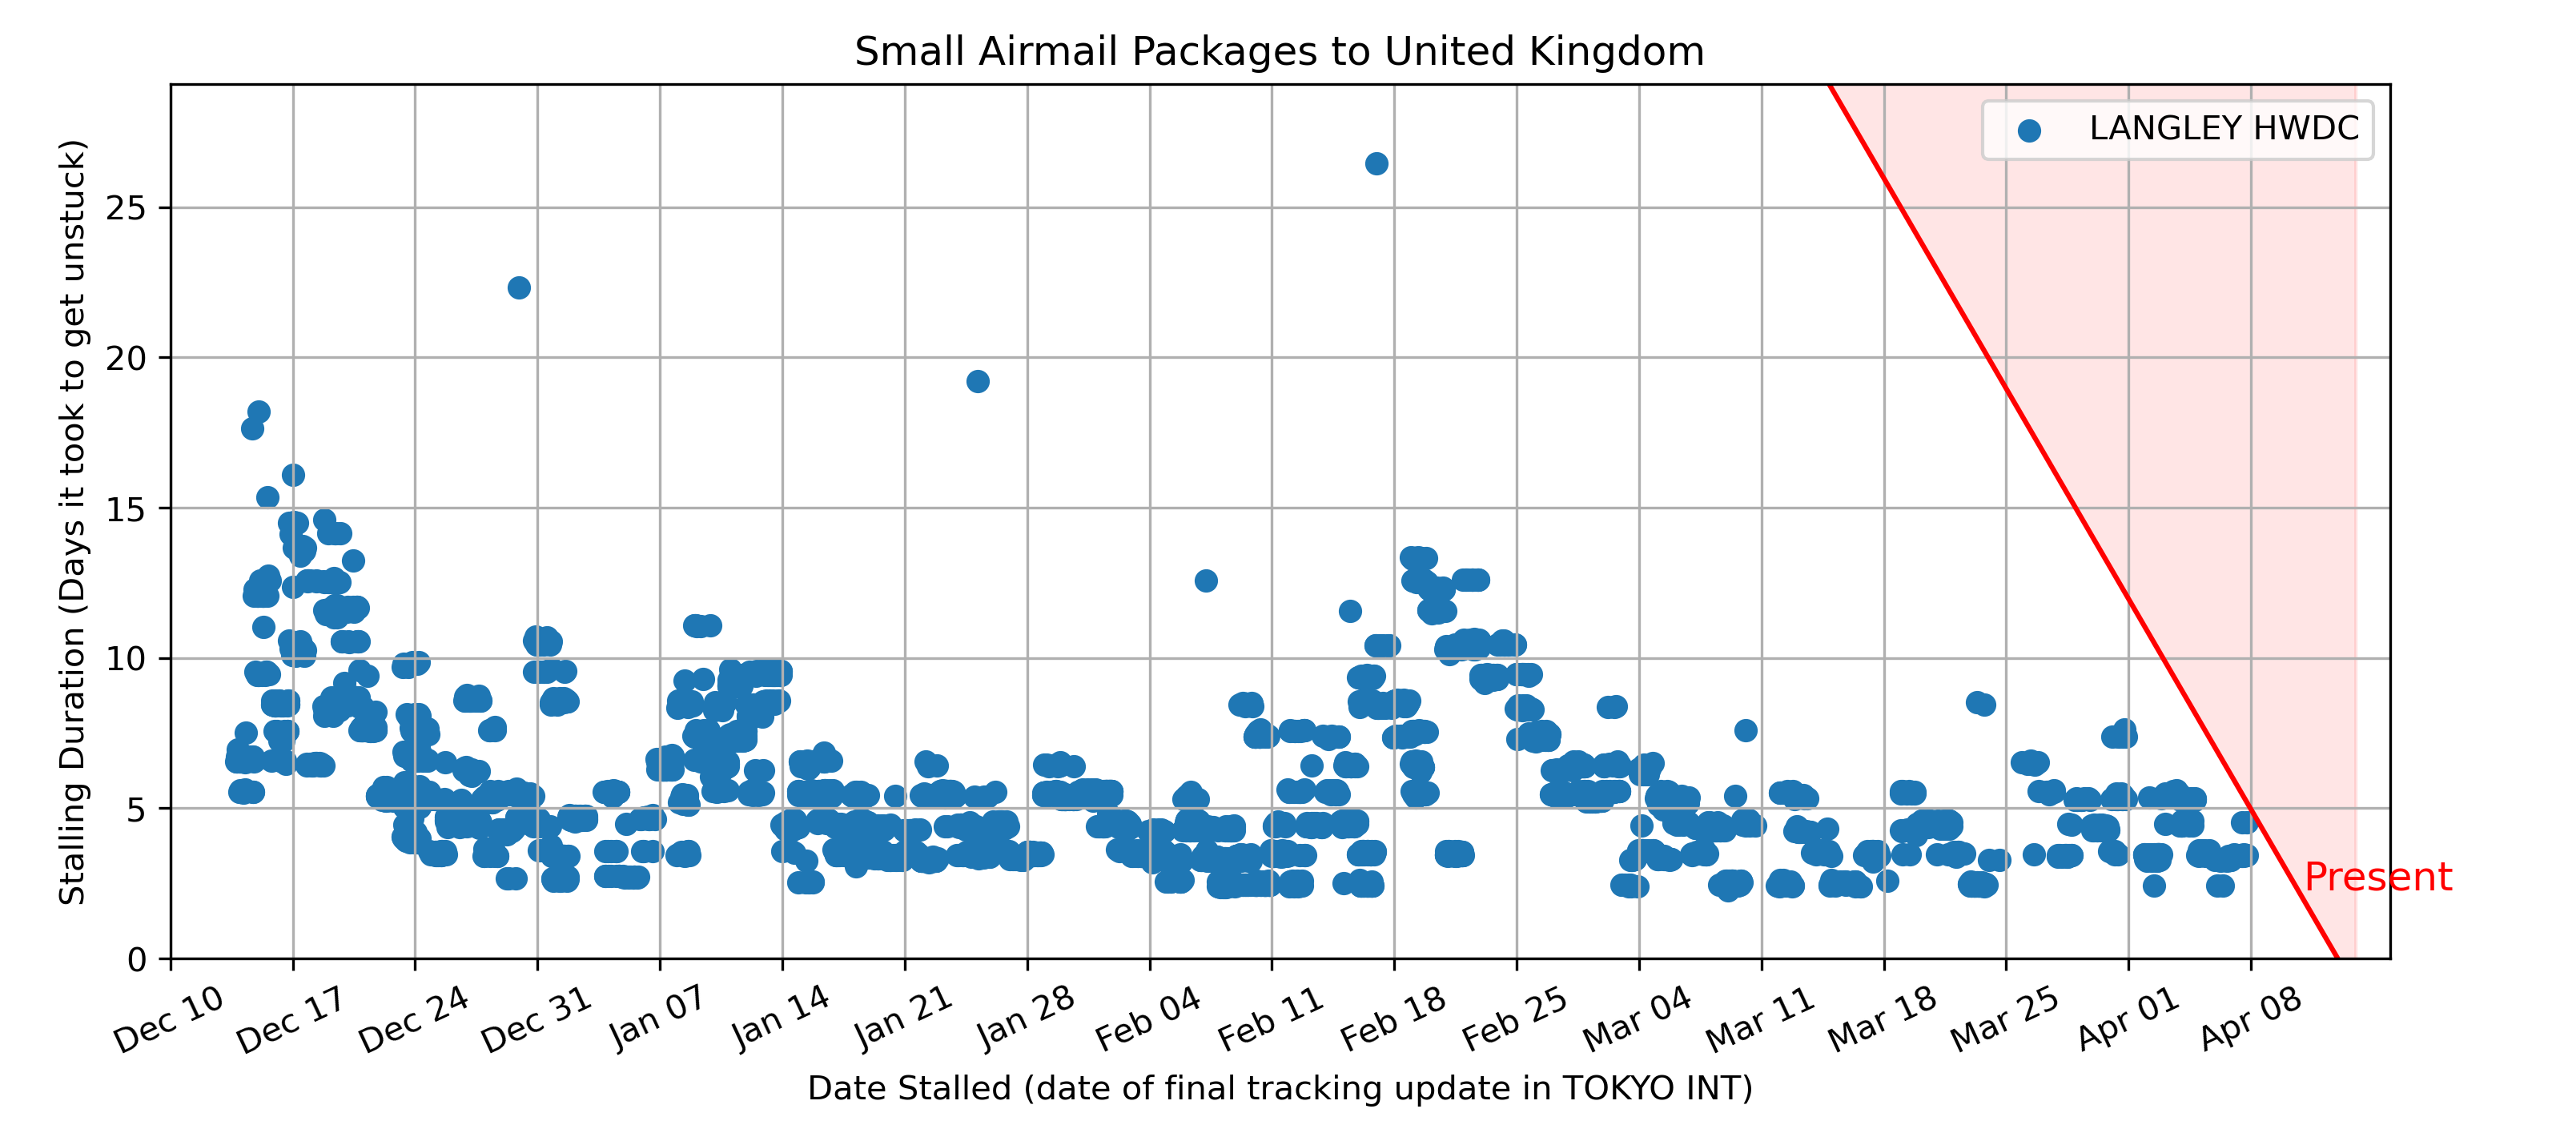 Small Airmail Packages to United Kingdom
LANGLEY HWDC
Stalling Duration (Days it took to get unstuck)
25
20
15
10
5
0
Present
Dec 10
Dec 17
Dec 24
Dec 31
Jan 07
Jan 14
Jan 21
Jan 28
Feb 04
Feb 11
Feb 18
Feb 25
Mar 04
Mar 11
Mar 18
Mar 25
Apr 01
Apr 08
Date Stalled (date of final tracking update in TOKYO INT)